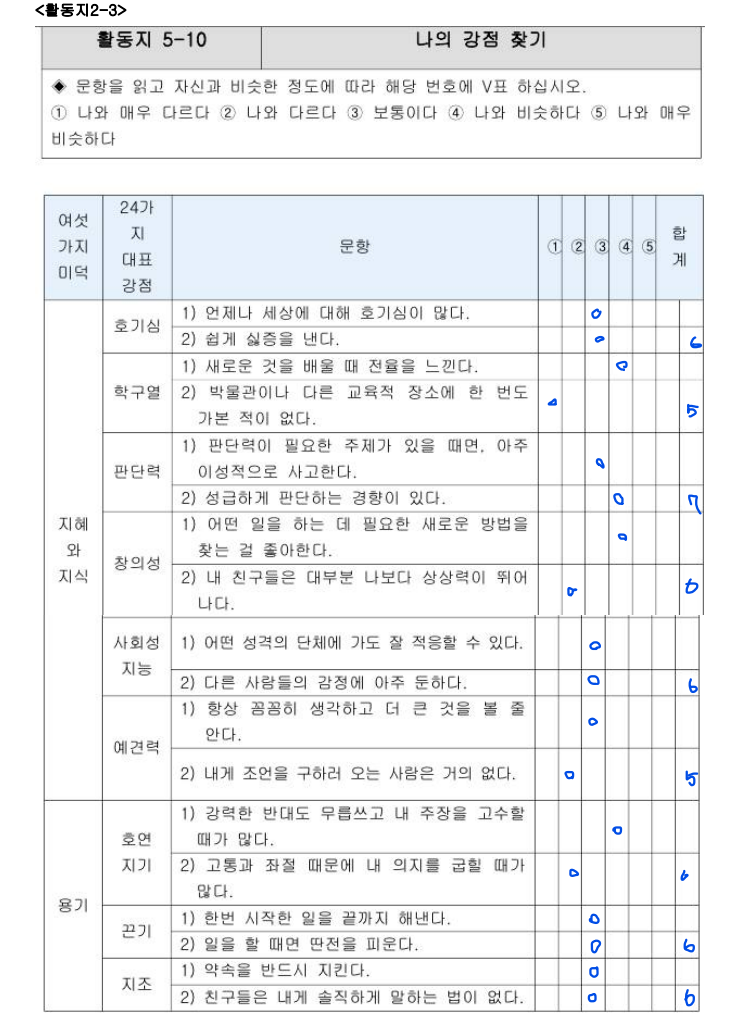 <활동지2-3>
활동지 5-10 나의 강점 찾기
◆ 문항을 읽고 자신과 비슷한 정도에 따라 해당 번호에 V표 하십시오.
① 나와 매우 다르다 ② 나와 다르다 ③ 보통이다 ④ 나와 비슷하다 ⑤ 나와 매우
비슷하다
여섯
가지
미덕
24가
지
대표
강점
문항
① ② ③ ④ ⑤
합
계
지혜
와
지식
호기심
1) 언제나 세상에 대해 호기심이 많다.
2) 쉽게 싫증을 낸다.
6
학구열
1) 새로운 것을 배울 때 전율을 느낀다.
2) 박물관이나 다른 교육적 장소에 한 번도
가본 적이 없다.
5
판단력
1) 판단력이 필요한 주제가 있을 때면, 아주
이성적으로 사고한다.
2) 성급하게 판단하는 경향이 있다.
7
창의성
1) 어떤 일을 하는 데 필요한 새로운 방법을
찾는 걸 좋아한다.
2) 내 친구들은 대부분 나보다 상상력이 뛰어
나다.
6
사회성
지능
1) 어떤 성격의 단체에 가도 잘 적응할 수 있다.
2) 다른 사람들의 감정에 아주 둔하다.
6
예견력
1) 항상 꼼꼼히 생각하고 더 큰 것을 볼 줄
안다.
2) 내게 조언을 구하러 오는 사람은 거의 없다.
5
용기
호연
지기
1) 강력한 반대도 무릅쓰고 내 주장을 고수할
때가 많다.
2) 고통과 좌절 때문에 내 의지를 굽힐 때가
많다.
6
끈기
1) 한번 시작한 일을 끝까지 해낸다.
2) 일을 할 때면 딴전을 피운다.
6
지조
1) 약속을 반드시 지킨다.
2) 친구들은 내게 솔직하게 말하는 법이 없다.
6